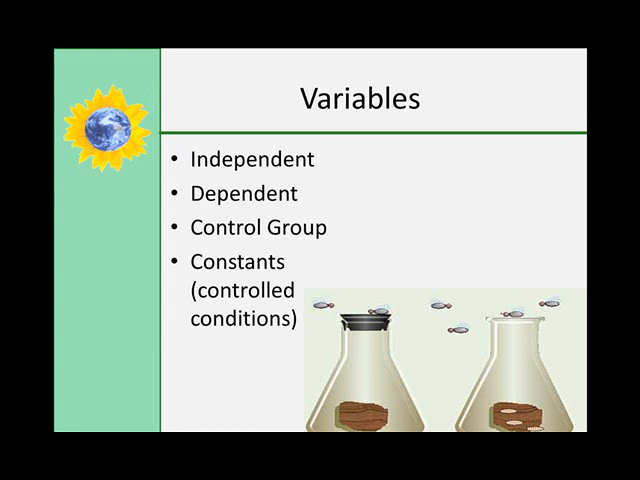 Variables
• Independent
• Dependent
• Control Group
• Constants
(controlled
conditions)